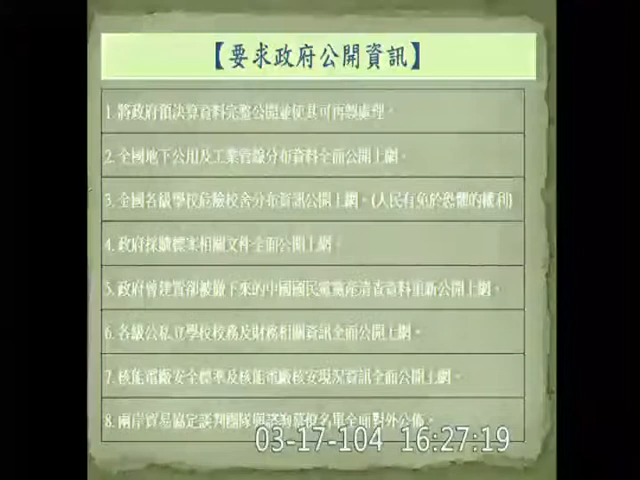 【要求政府公開資訊】
1. 將政府預決算資料完整公開並使其可再製處理。
2. 全國地下公用及工業管線分布資料全面公開上網。
3. 全國各級學校危險校舍分布資訊公開上網。(人民有免於恐懼的權利)
4. 政府採購標案相關文件全面公開上網。
5. 政府曾建置卻被撤下來的中國國民黨黨產清查資料重新公開上網。
6. 各級公私立學校校務及財務相關資訊全面公開上網。
7. 核能電廠安全標準及核能電廠核安現況資訊全面公開上網。
8. 兩岸貿易協定談判團隊與諮詢幕僚名單全面對外公佈。
03-17-104 16:27:19